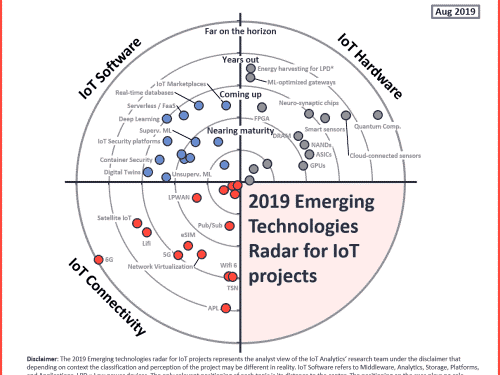 Aug 2019
Far on the horizon
IoT Software
IoT Hardware
Years out
Energy harvesting for LPD*
ML-optimized gateways
IoT Marketplaces
Real-time databases
Coming up
Neuro-synaptic chips
Serverless / FaaS
Deep Learning
FPGA
Quantum Comp.
Smart sensors
Superv. ML
Nearing maturity
DRAM
IoT Security platforms
NANDs
ASICs
Cloud-connected sensors
Container Security
GPUs
Digital Twins
Unsuperv. ML
LPWAN
2019 Emerging
Technologies
Radar for IoT
projects
Satellite IoT
Pub/Sub
Lifi
eSIM
5G
6G
Network Virtualization
Wifi 6
TSN
APL
IoT Connectivity
Disclaimer: The 2019 Emerging technologies radar for IoT projects represents the analyst view of the IoT Analytics' research team under the disclaimer that
depending on context the classification and perception of the project may be different in reality. IoT Software refers to Middleware, Analytics, Storage, Platforms,